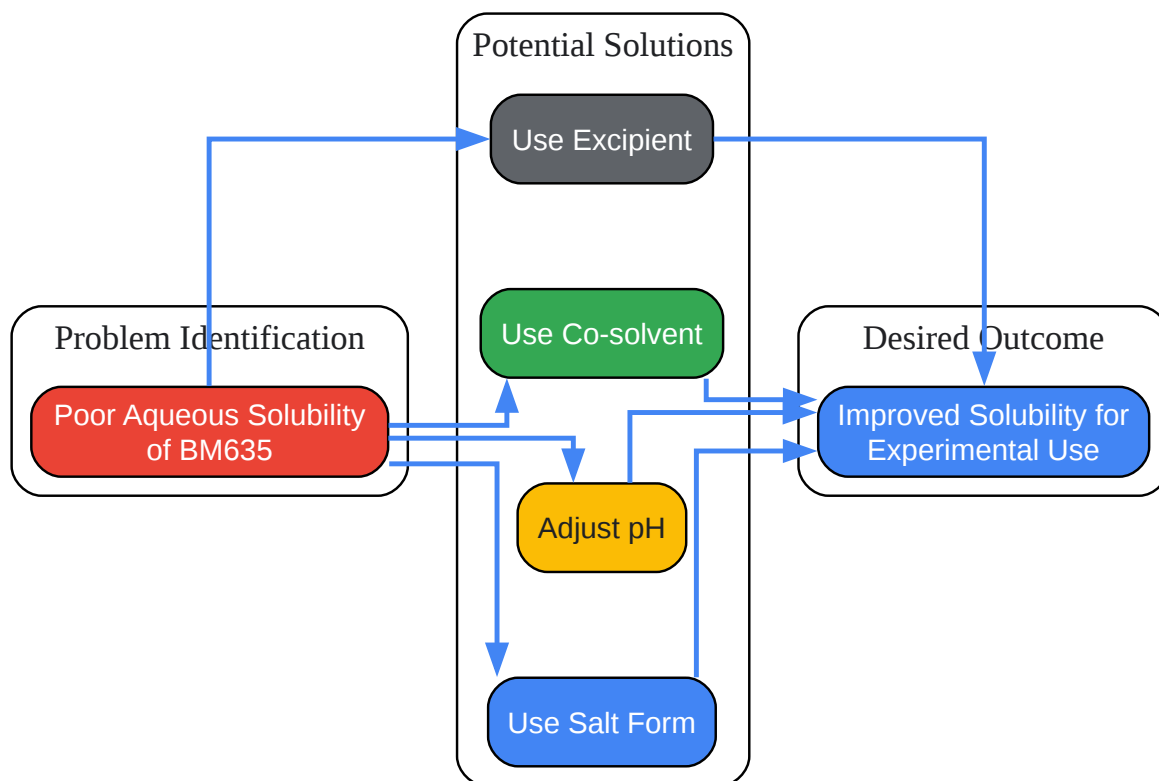 Potential Solutions
Use Excipient
Problem Identification
Use Co-solvent
Desired Outcome
Poor Aqueous Solubility
of BM635
Improved Solubility for
Experimental Use
Adjust pH
Use Salt Form